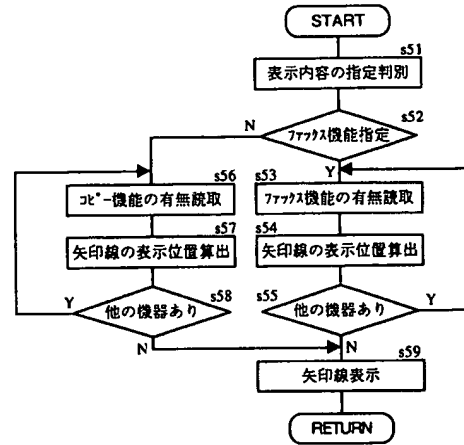 START
s51
表示内容の指定判別
s52
ﾌｧｯｸｽ機能指定
N
Y
s56
ｺﾋﾟｰ機能の有無読取
s53
ﾌｧｯｸｽ機能の有無読取
s57
矢印線の表示位置算出
s54
矢印線の表示位置算出
s58
他の機器あり
Y
N
s55
他の機器あり
Y
N
s59
矢印線表示
RETURN